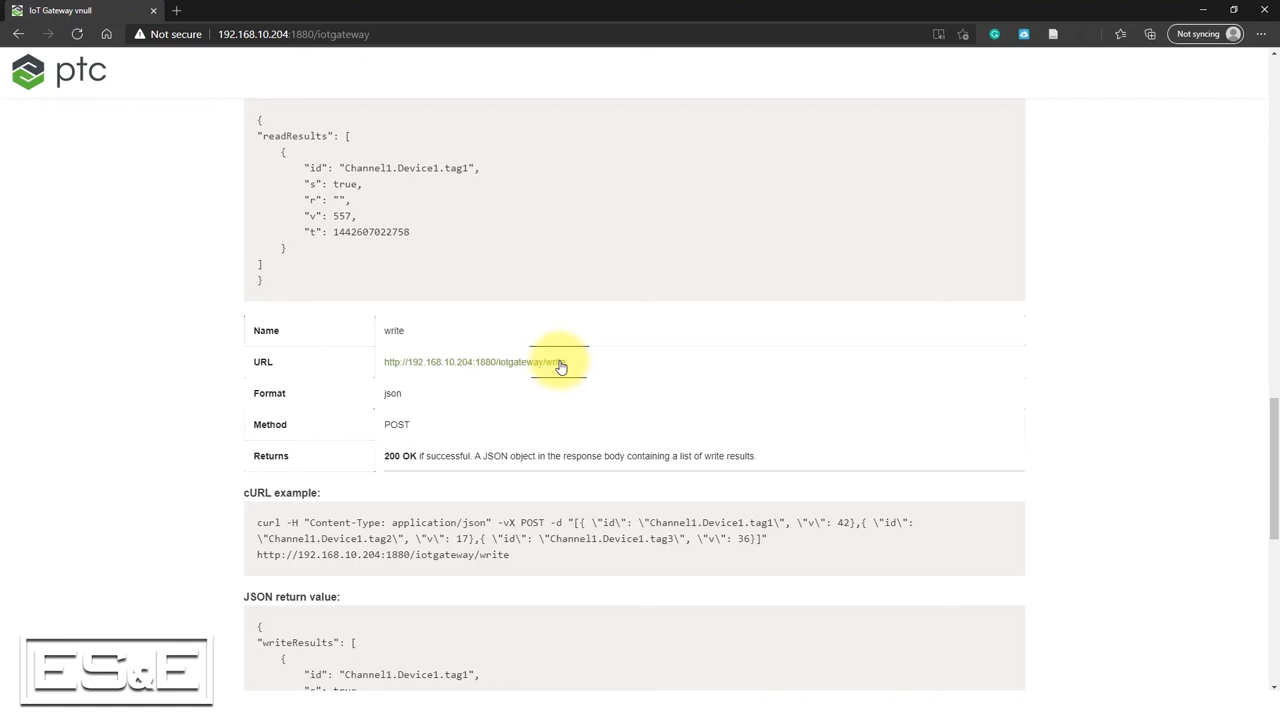 IoT Gateway vnull
Not secure
192.168.10.204:1880/iotgateway
Not syncing
ptc
{
"readResults": [
{
"id": "Channel1.Device1.tag1",
"s": true,
"r": "",
"v": 557,
"t": 1442607022758
}
]
}
Name write
URL http://192.168.10.204:1880/iotgateway/write
Format json
Method POST
Returns 200 OK if successful. A JSON object in the response body containing a list of write results.
cURL example:
curl -H "Content-Type: application/json" -vX POST -d "[{ \"id\": \"Channel1.Device1.tag1\", \"v\": 42},{ \"id\":
\"Channel1.Device1.tag2\", \"v\": 17},{ \"id\": \"Channel1.Device1.tag3\", \"v\": 36}]"
http://192.168.10.204:1880/iotgateway/write
JSON return value:
{
"writeResults": [
{
"id": "Channel1.Device1.tag1",
"s": true
ES&E